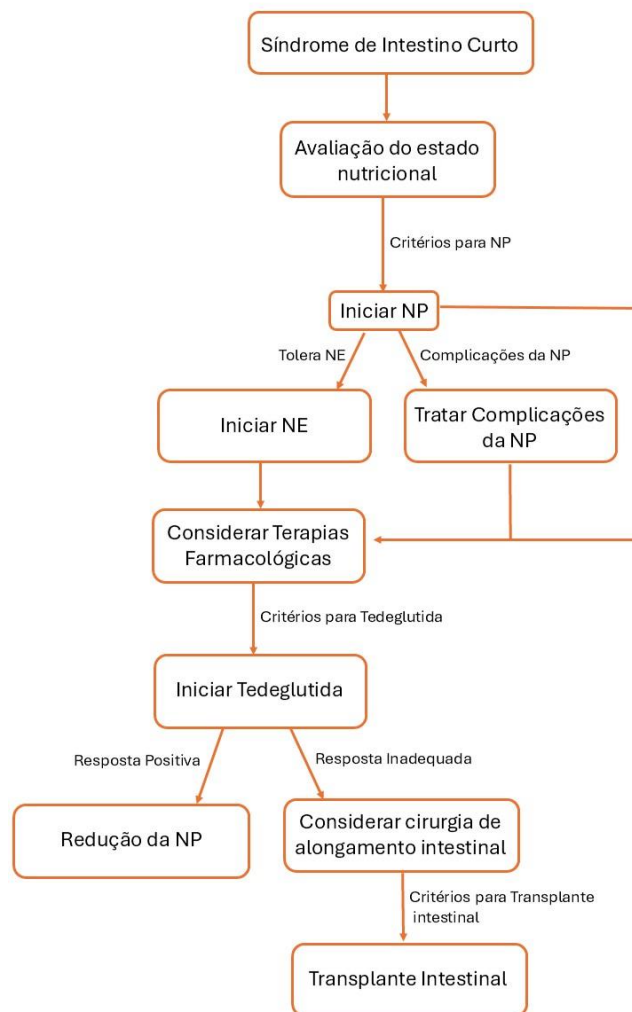 Síndrome de Intestino Curto
Avaliação do estado
nutricional
Critérios para NP
Iniciar NP
Tolera NE
Complicações da NP
Iniciar NE
Tratar Complicações
da NP
Considerar Terapias
Farmacológicas
Critérios para Tedeglutida
Iniciar Tedeglutida
Resposta Positiva
Resposta Inadequada
Redução da NP
Considerar cirurgia de
alongamento intestinal
Critérios para Transplante
intestinal
Transplante Intestinal